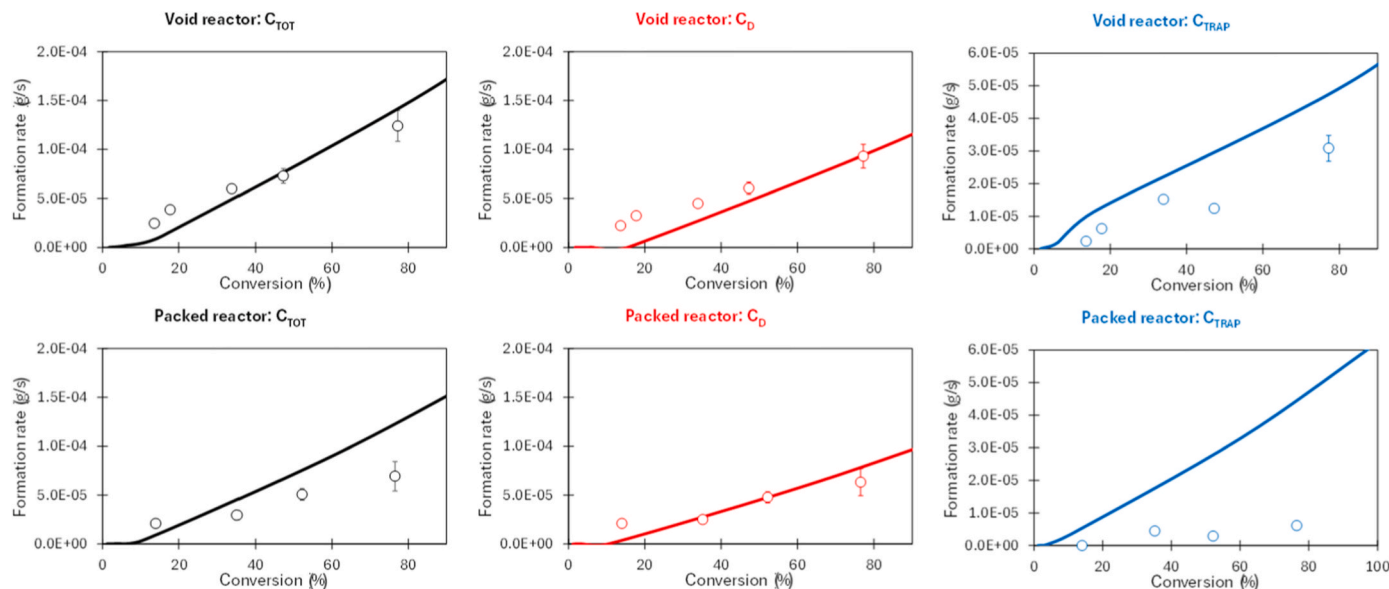 Void reactor: C_TOT
Void reactor: C_D
Void reactor: C_TRAP
Formation rate (g/s)
2.0E-04
1.5E-04
1.0E-04
5.0E-05
0.0E+00
0 20 40 60 80
Conversion (%)
Formation rate (g/s)
2.0E-04
1.5E-04
1.0E-04
5.0E-05
0.0E+00
0 20 40 60 80
Conversion (%)
Formation rate (g/s)
6.0E-05
5.0E-05
4.0E-05
3.0E-05
2.0E-05
1.0E-05
0.0E+00
0 20 40 60 80
Conversion (%)
Packed reactor: C_TOT
Packed reactor: C_D
Packed reactor: C_TRAP
Formation rate (g/s)
2.0E-04
1.5E-04
1.0E-04
5.0E-05
0.0E+00
0 20 40 60 80
Conversion (%)
Formation rate (g/s)
2.0E-04
1.5E-04
1.0E-04
5.0E-05
0.0E+00
0 20 40 60 80
Conversion (%)
Formation rate (g/s)
6.0E-05
5.0E-05
4.0E-05
3.0E-05
2.0E-05
1.0E-05
0.0E+00
0 20 40 60 80 100
Conversion (%)